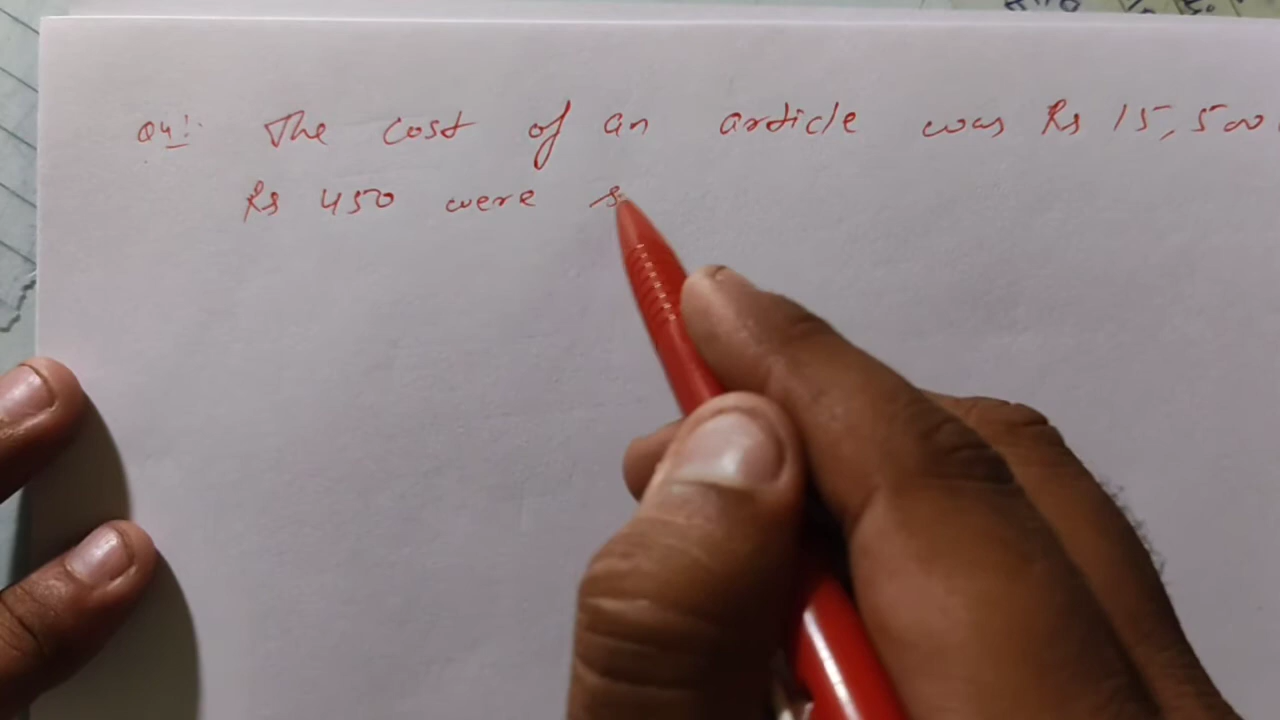 Q4:- The cost of an article was Rs 15,500.
Rs 450 were s